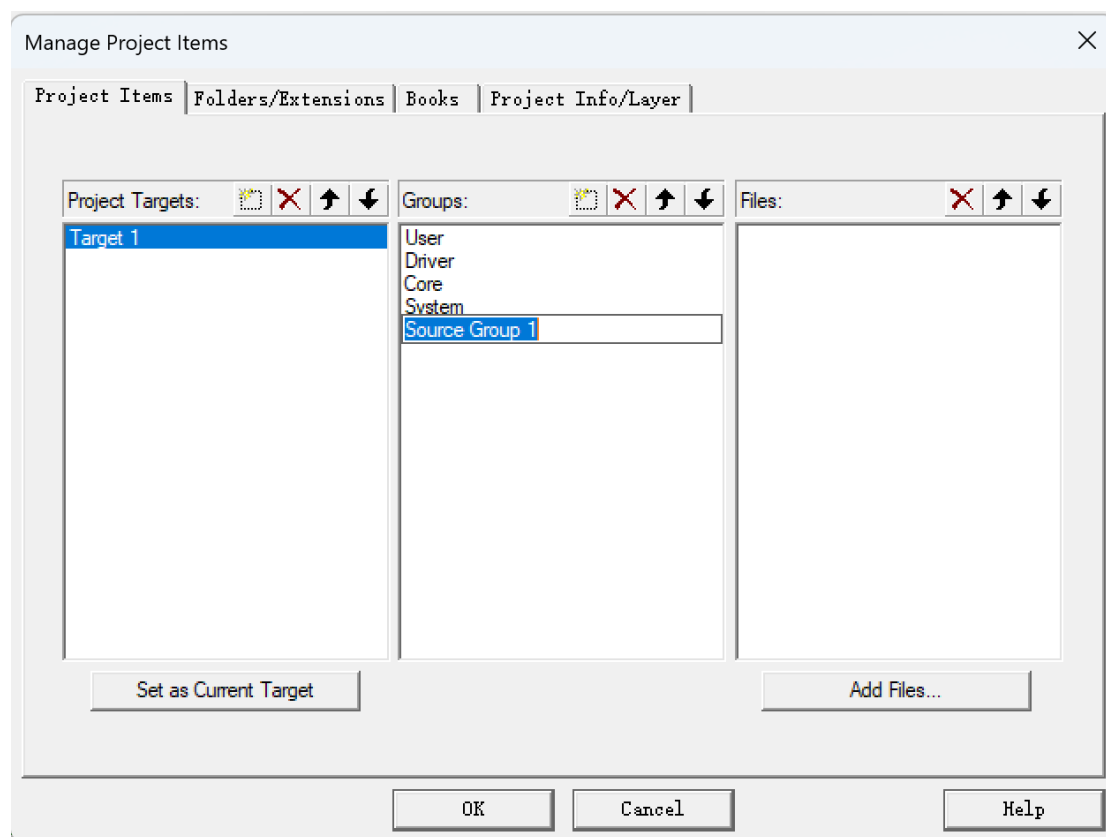 Manage Project Items
Project Items Folders/Extensions Books Project Info/Layer
Project Targets: Groups: Files:
Target 1
User
Driver
Core
System
Source Group 1
Set as Current Target Add Files...
OK Cancel Help